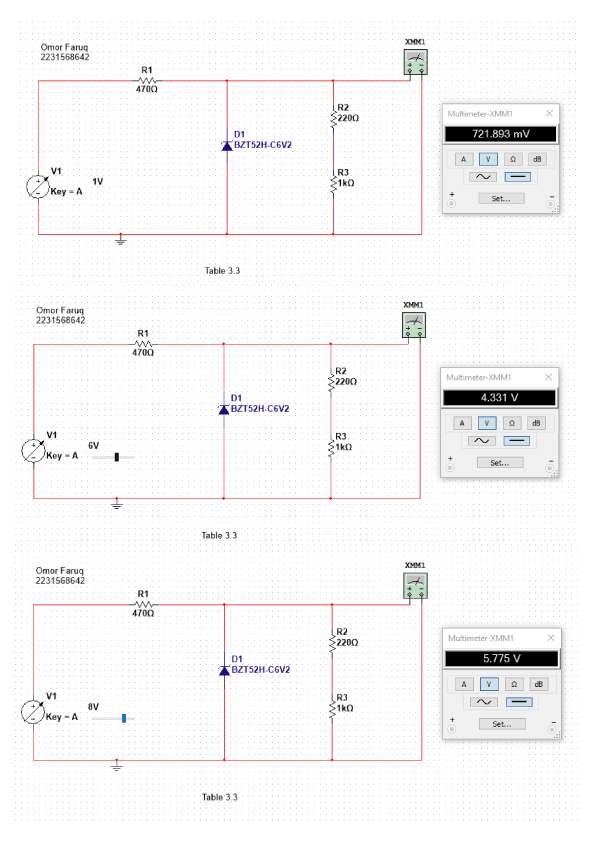 Omor Faruq
2231568642
XMM1
R1
470Ω
R2
220Ω
D1
BZT52H-C6V2
R3
1kΩ
V1
1V
Key = A
Table 3.3
Multimeter-XMM1
721.893 mV
A V Ω dB
Set...
+ −
Omor Faruq
2231568642
XMM1
R1
470Ω
R2
220Ω
D1
BZT52H-C6V2
R3
1kΩ
V1
6V
Key = A
Table 3.3
Multimeter-XMM1
4.331 V
A V Ω dB
Set...
+ −
Omor Faruq
2231568642
XMM1
R1
470Ω
R2
220Ω
D1
BZT52H-C6V2
R3
1kΩ
V1
8V
Key = A
Table 3.3
Multimeter-XMM1
5.775 V
A V Ω dB
Set...
+ −